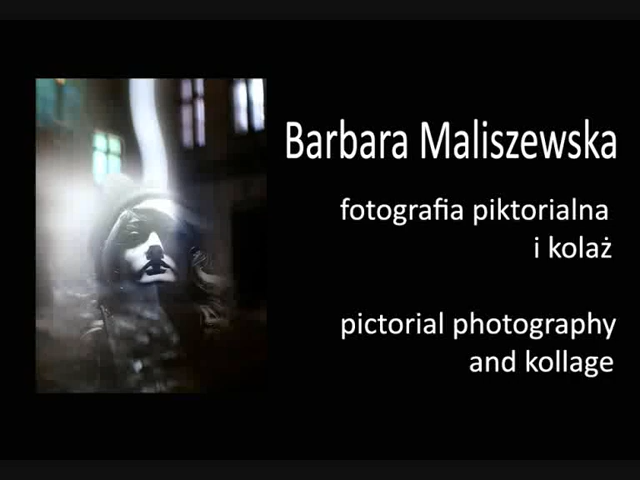 Barbara Maliszewska
fotografia piktorialna
i kolaż
pictorial photography
and kollage